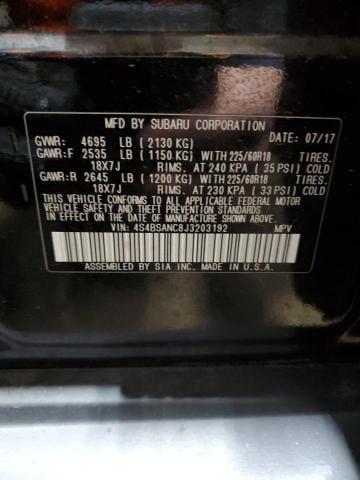 MFD BY SUBARU CORPORATION
GVWR: 4695 LB (2130 KG) DATE: 07/17
GAWR:F 2535 LB (1150 KG) WITH 225/60R18 TIRES.
18X7J RIMS. AT 240 KPA (35 PSI) COLD
GAWR:R 2645 LB (1200 KG) WITH 225/60R18 TIRES.
18X7J RIMS. AT 230 KPA (33 PSI) COLD
THIS VEHICLE CONFORMS TO ALL APPLICABLE FEDERAL MOTOR
VEHICLE SAFETY AND THEFT PREVENTION STANDARDS IN
EFFECT ON THE DATE OF MANUFACTURE SHOWN ABOVE.
VIN: 4S4BSANC8J3203192 MPV
ASSEMBLED BY SIA INC. MADE IN U.S.A.